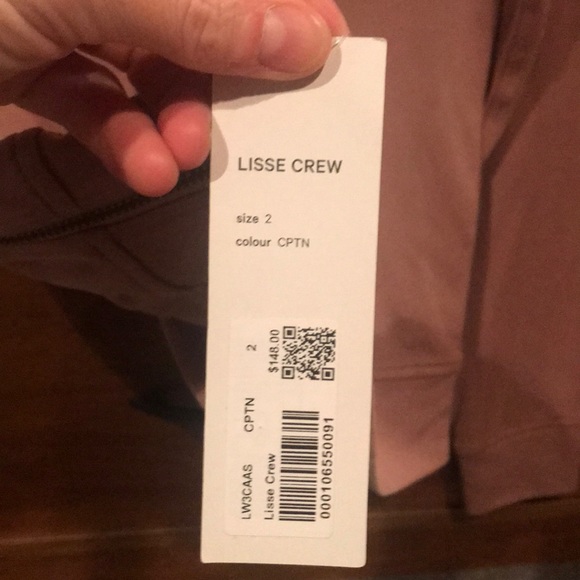 LISSE CREW
size 2
colour CPTN
LW3CAAS CPTN 2
Lisse Crew $148.00
000106550091